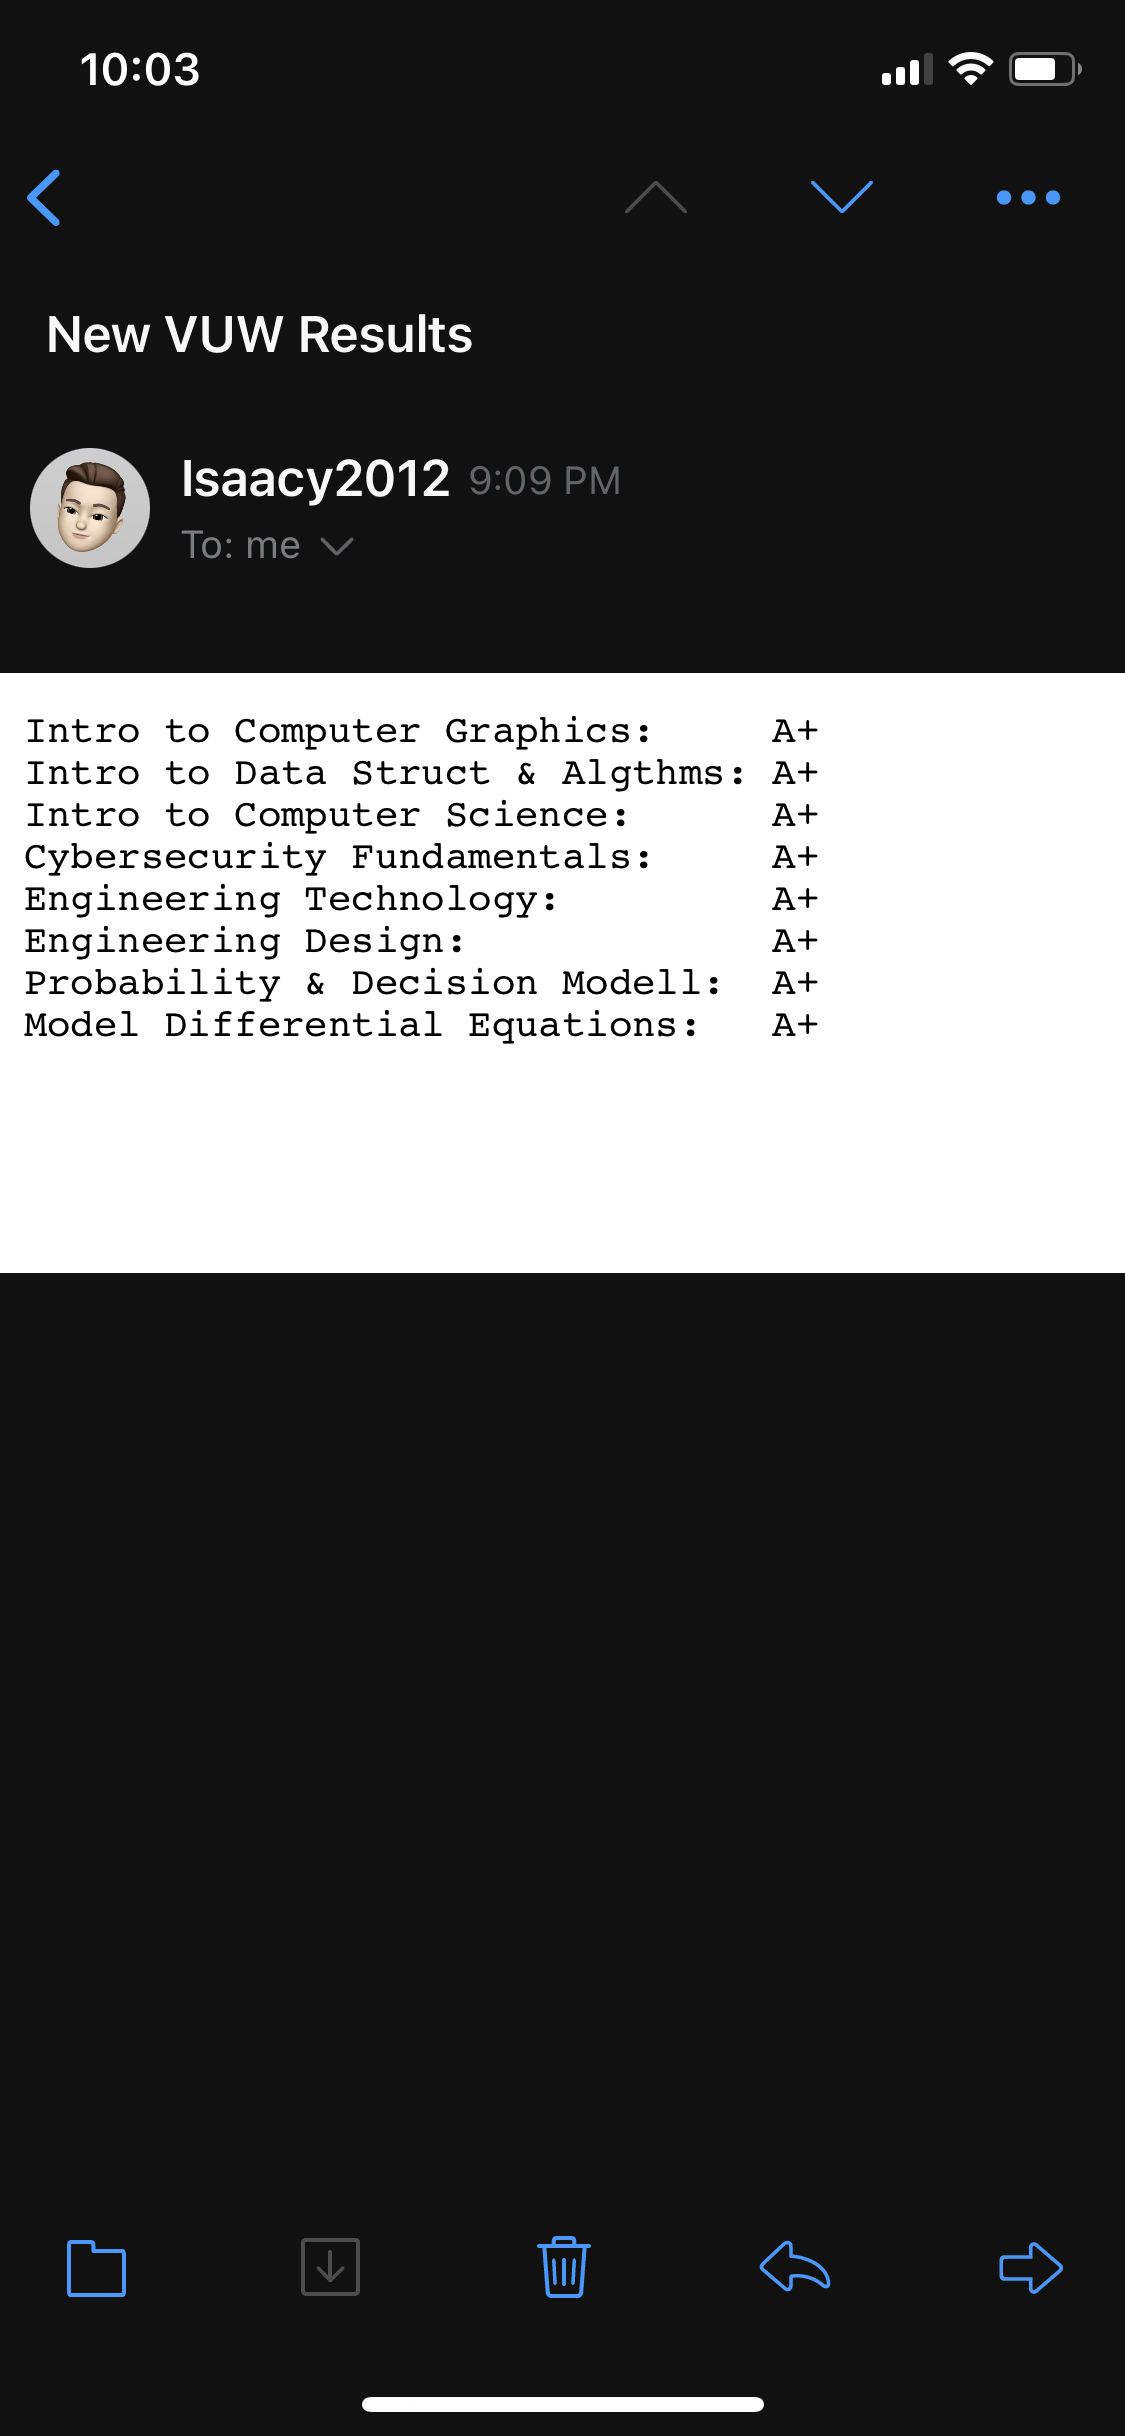 10:03
New VUW Results
Isaacy2012 9:09 PM
To: me
Intro to Computer Graphics: A+
Intro to Data Struct & Algthms: A+
Intro to Computer Science: A+
Cybersecurity Fundamentals: A+
Engineering Technology: A+
Engineering Design: A+
Probability & Decision Modell: A+
Model Differential Equations: A+